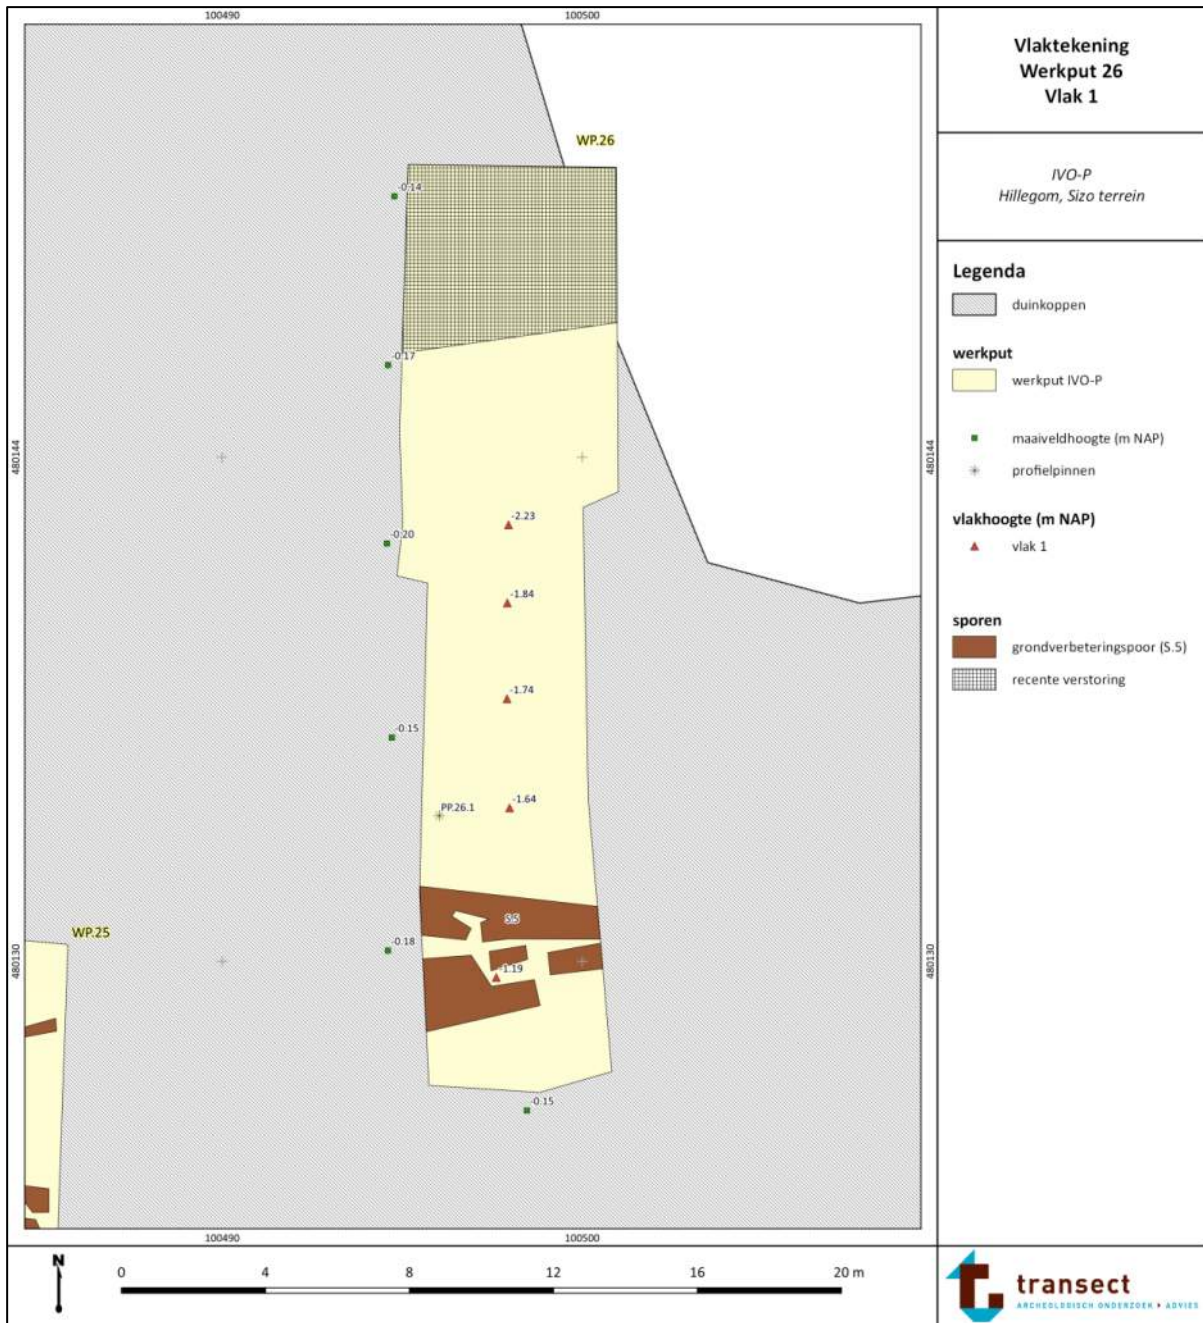 100490
100500
Vlaktekening
Werkput 26
Vlak 1
IVO-P
Hillegom, Sizo terrein
Legenda
duinkoppen
werkput
werkput IVO-P
maaiveldhoogte (m NAP)
profielpinnen
vlakhoogte (m NAP)
vlak 1
sporen
grondverbeteringspoor (S.5)
recente verstoring
WP.26
-0.14
-0.17
480144
480144
-2.23
-0.20
-1.84
-1.74
-0.15
-1.64
PP.26.1
S.5
WP.25
-0.18
480130
480130
-1.19
-0.15
100490
100500
N
0 4 8 12 16 20 m
transect
ARCHEOLOGISCH ONDERZOEK ▸ ADVIES